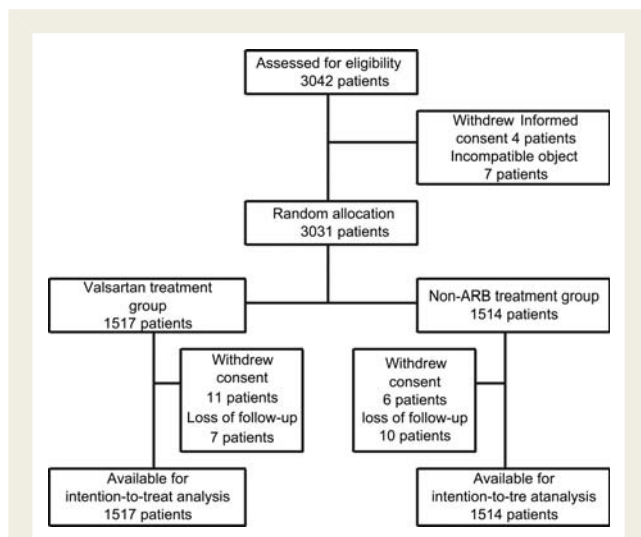 Assessed for eligibility
3042 patients
Withdrew Informed
consent 4 patients
Incompatible object
7 patients
Random allocation
3031 patients
Valsartan treatment
group
1517 patients
Non-ARB treatment group
1514 patients
Withdrew
consent
11 patients
Loss of follow-up
7 patients
Withdrew
consent
6 patients
loss of follow-up
10 patients
Available for
intention-to-treat analysis
1517 patients
Available for
intention-to-tre atanalysis
1514 patients